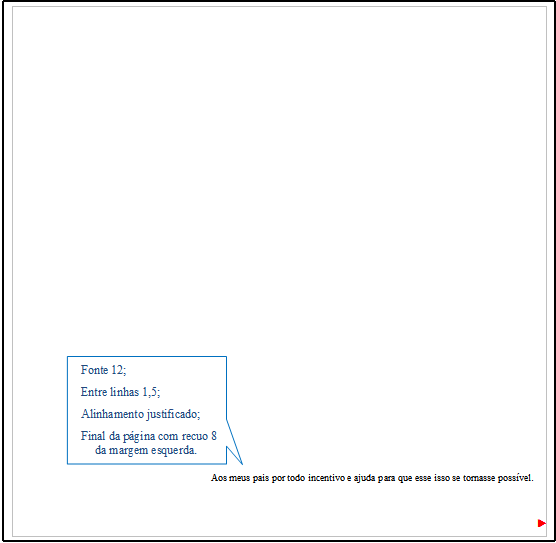 Fonte 12;
Entre linhas 1,5;
Alinhamento justificado;
Final da página com recuo 8
da margem esquerda.
Aos meus pais por todo incentivo e ajuda para que esse isso se tornasse possível.